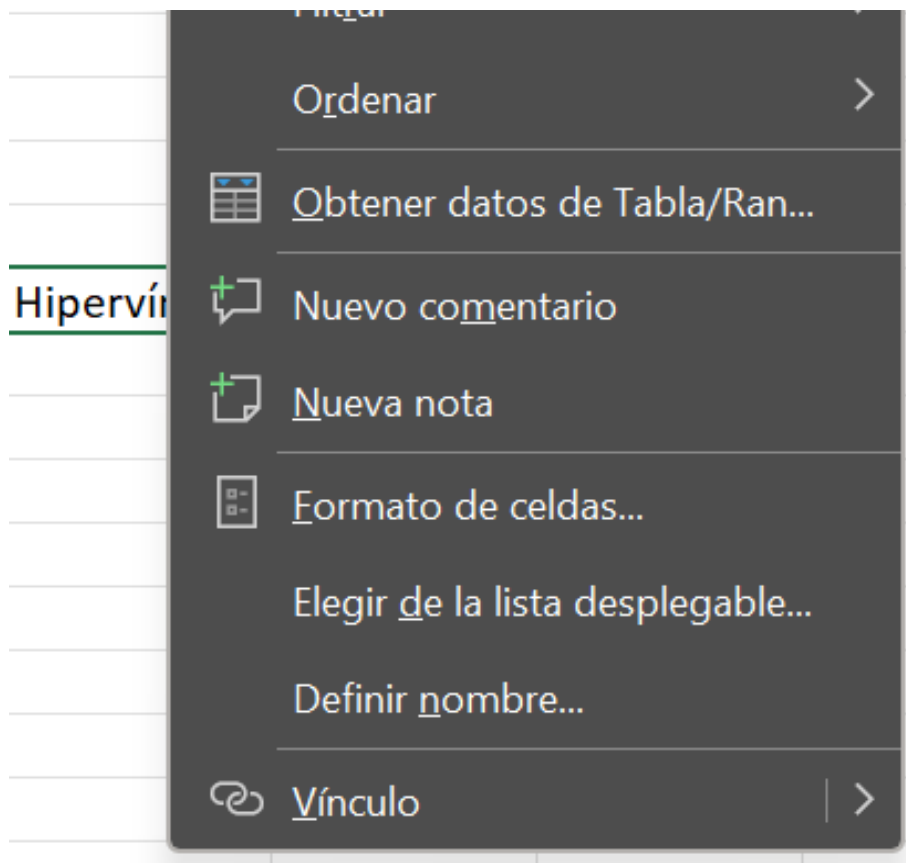 Ordenar
Obtener datos de Tabla/Ran...
Nuevo comentario
Nueva nota
Formato de celdas...
Elegir de la lista desplegable...
Definir nombre...
Vínculo